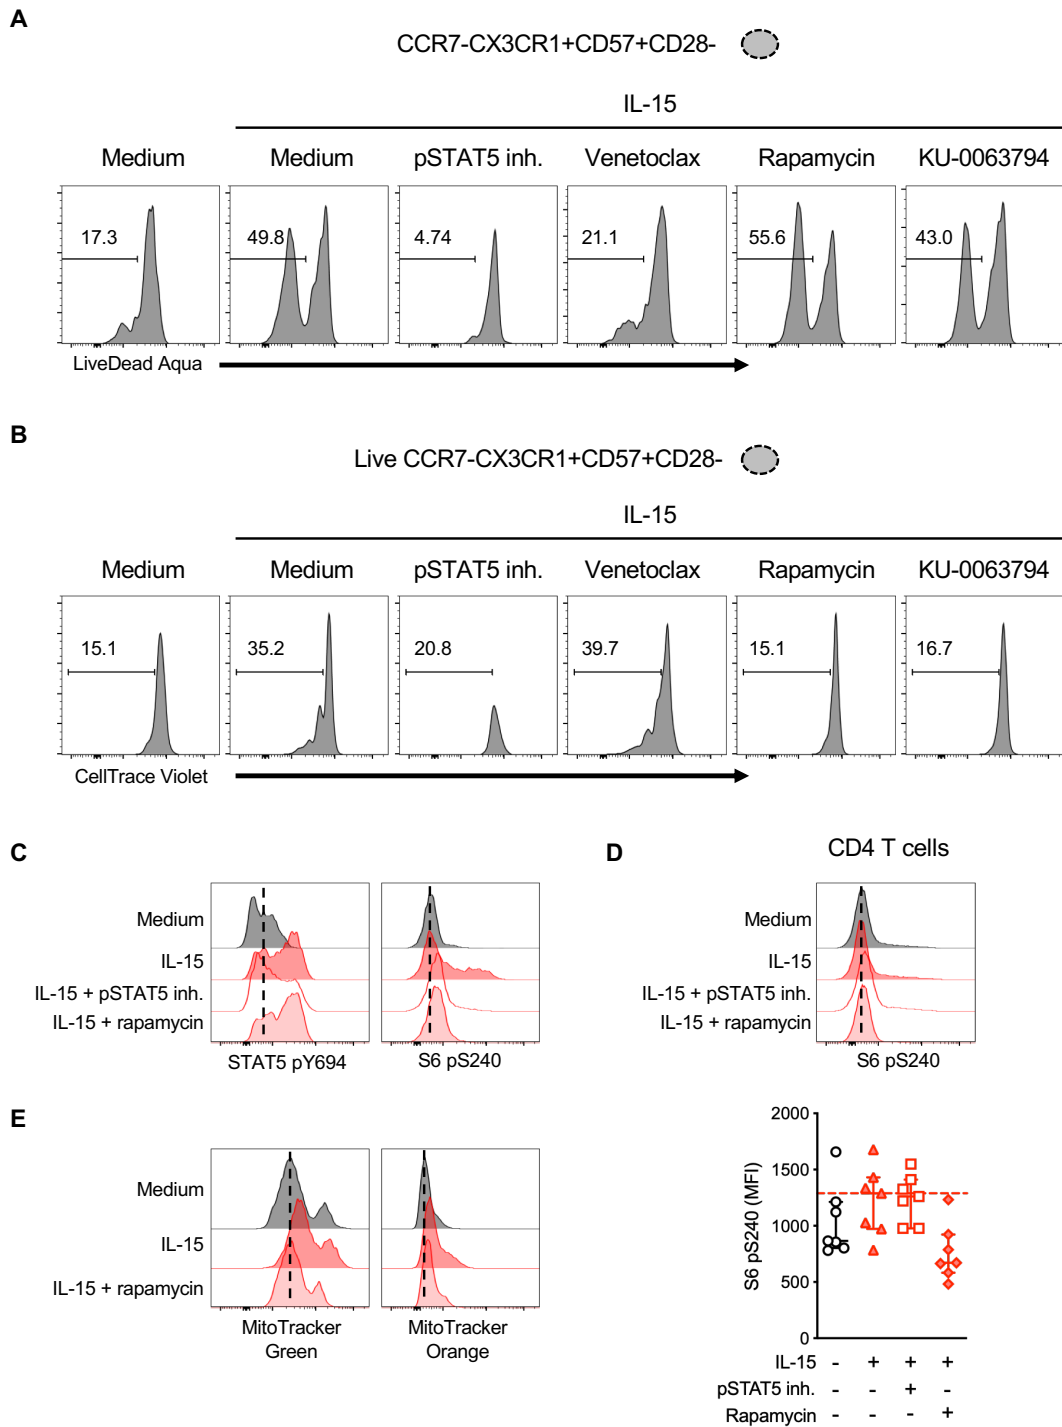 A
CCR7-CX3CR1+CD57+CD28-
IL-15
Medium Medium pSTAT5 inh. Venetoclax Rapamycin KU-0063794
17.3 49.8 4.74 21.1 55.6 43.0
LiveDead Aqua
B
Live CCR7-CX3CR1+CD57+CD28-
IL-15
Medium Medium pSTAT5 inh. Venetoclax Rapamycin KU-0063794
15.1 35.2 20.8 39.7 15.1 16.7
CellTrace Violet
C
Medium
IL-15
IL-15 + pSTAT5 inh.
IL-15 + rapamycin
STAT5 pY694 S6 pS240
D
CD4 T cells
Medium
IL-15
IL-15 + pSTAT5 inh.
IL-15 + rapamycin
S6 pS240
E
Medium
IL-15
IL-15 + rapamycin
MitoTracker Green
MitoTracker Orange
S6 pS240 (MFI)
2000
1500
1000
500
0
IL-15 - + + +
pSTAT5 inh. - - + -
Rapamycin - - - +